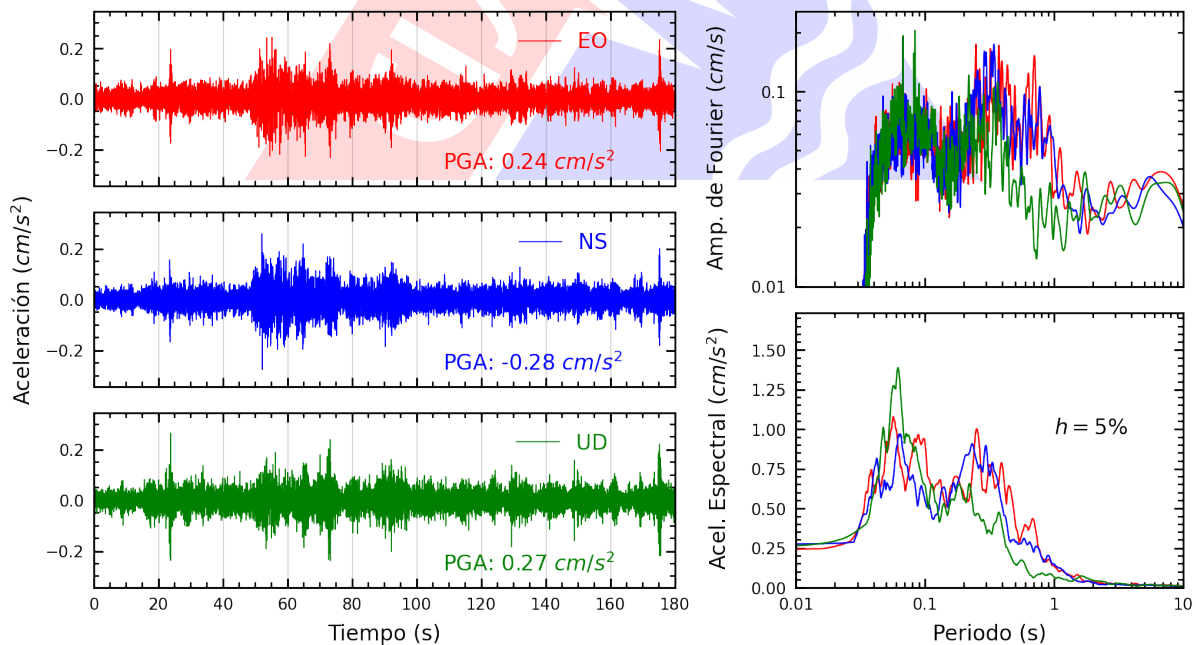 Aceleración (cm/s²)
0.2
0.0
−0.2
EO
PGA: 0.24 cm/s²
0.2
0.0
−0.2
NS
PGA: -0.28 cm/s²
0.2
0.0
−0.2
UD
PGA: 0.27 cm/s²
0 20 40 60 80 100 120 140 160 180
Tiempo (s)
Amp. de Fourier (cm/s)
0.1
0.01
Acel. Espectral (cm/s²)
1.50
1.25
1.00
0.75
0.50
0.25
0.00
h = 5%
0.01 0.1 1 10
Periodo (s)